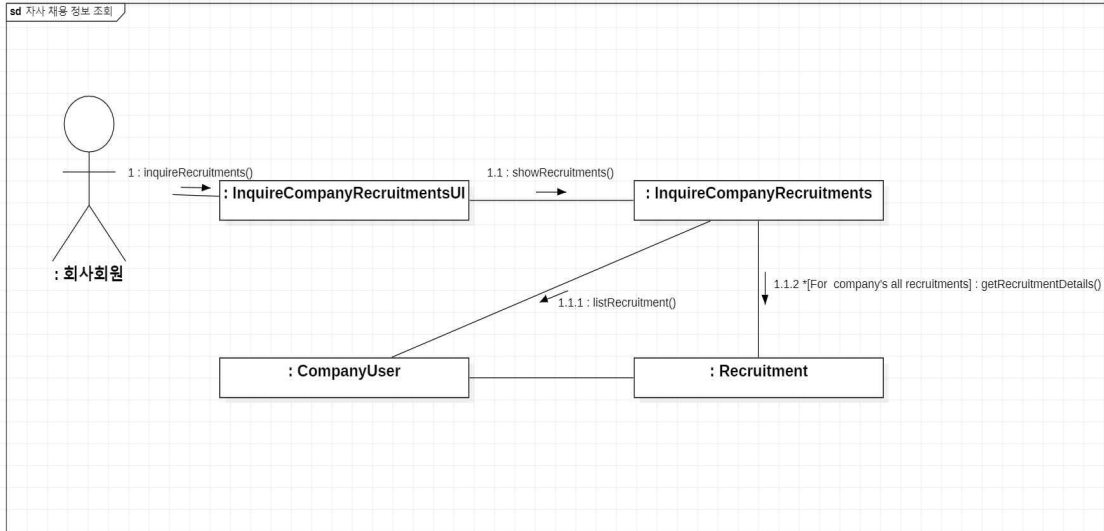 sd 자사 채용 정보 조회
1 : inquireRecruitments()
1.1 : showRecruitments()
: InquireCompanyRecruitmentsUI
: InquireCompanyRecruitments
: 회사회원
1.1.2 *[For company's all recruitments] : getRecruitmentDetails()
1.1.1 : listRecruitment()
: CompanyUser
: Recruitment